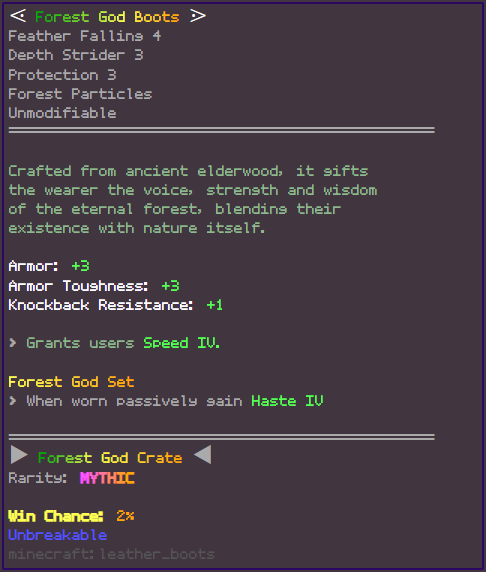 ⋖ Forest God Boots ⋗
Feather Falling 4
Depth Strider 3
Protection 3
Forest Particles
Unmodifiable
Crafted from ancient elderwood, it gifts
the wearer the voice, strength and wisdom
of the eternal forest, blending their
existence with nature itself.
Armor: +3
Armor Toughness: +3
Knockback Resistance: +1
> Grants users Speed IV.
Forest God Set
> When worn passively gain Haste IV
▶ Forest God Crate ◀
Rarity: MYTHIC
Win Chance: 2%
Unbreakable
minecraft:leather_boots